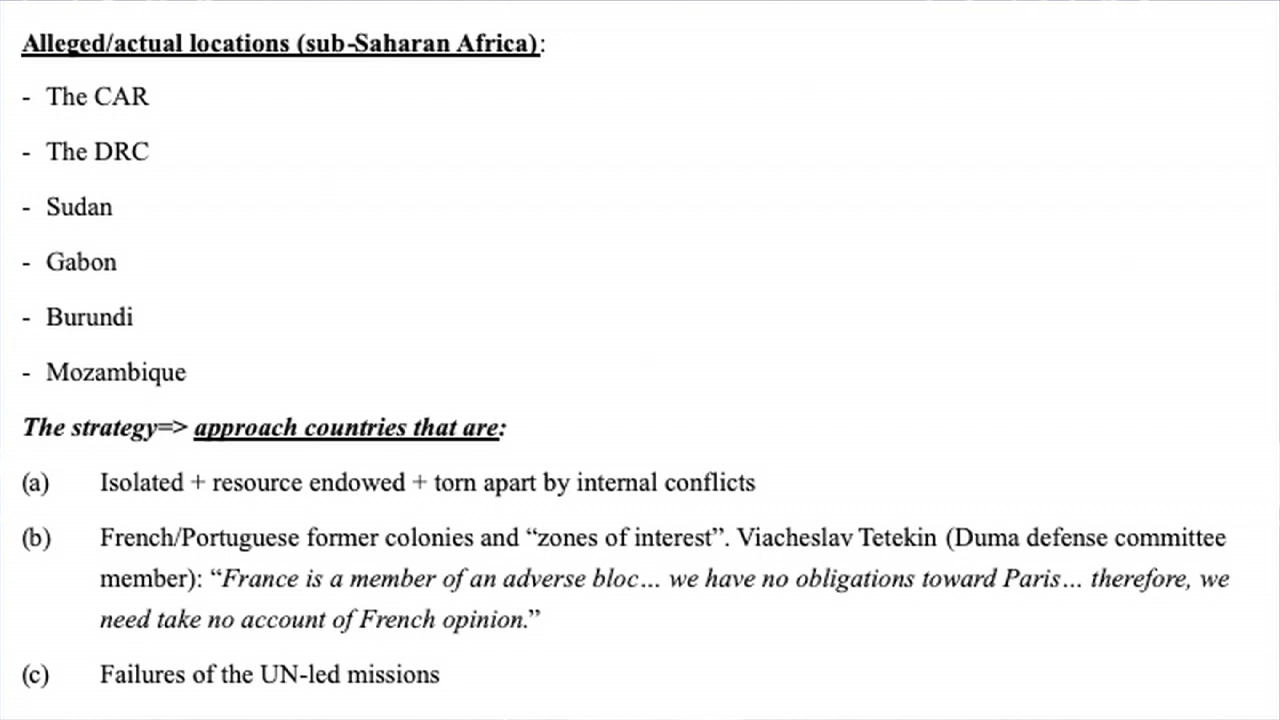 Alleged/actual locations (sub-Saharan Africa):
- The CAR
- The DRC
- Sudan
- Gabon
- Burundi
- Mozambique
The strategy=> approach countries that are:
(a) Isolated + resource endowed + torn apart by internal conflicts
(b) French/Portuguese former colonies and “zones of interest”. Viacheslav Tetekin (Duma defense committee
member): “France is a member of an adverse bloc… we have no obligations toward Paris… therefore, we
need take no account of French opinion.”
(c) Failures of the UN-led missions